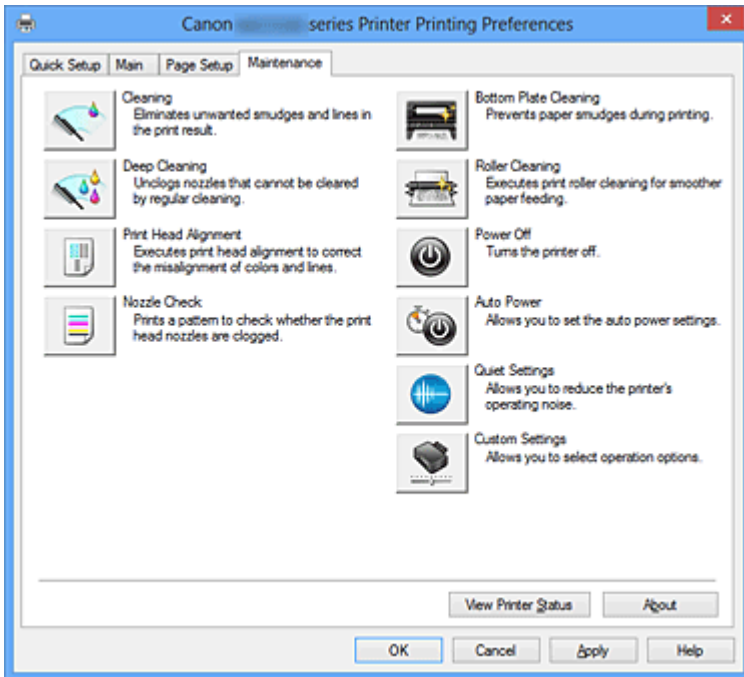 Canon series Printer Printing Preferences
Quick Setup Main Page Setup Maintenance
Cleaning
Eliminates unwanted smudges and lines in
the print result.
Deep Cleaning
Unclogs nozzles that cannot be cleared
by regular cleaning.
Print Head Alignment
Executes print head alignment to correct
the misalignment of colors and lines.
Nozzle Check
Prints a pattern to check whether the print
head nozzles are clogged.
Bottom Plate Cleaning
Prevents paper smudges during printing.
Roller Cleaning
Executes print roller cleaning for smoother
paper feeding.
Power Off
Turns the printer off.
Auto Power
Allows you to set the auto power settings.
Quiet Settings
Allows you to reduce the printer's
operating noise.
Custom Settings
Allows you to select operation options.
View Printer Status About
OK Cancel Apply Help